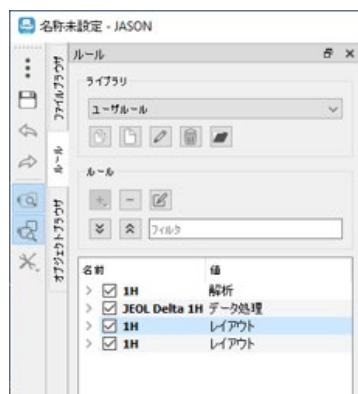 名称未設定 - JASON
ルール
ファイルブラウザ
ルール
オブジェクトブラウザ
ライブラリ
ユーザルール
ルール
フィルタ
名前 値
1H 解析
JEOL Delta 1H データ処理
1H レイアウト
1H レイアウト